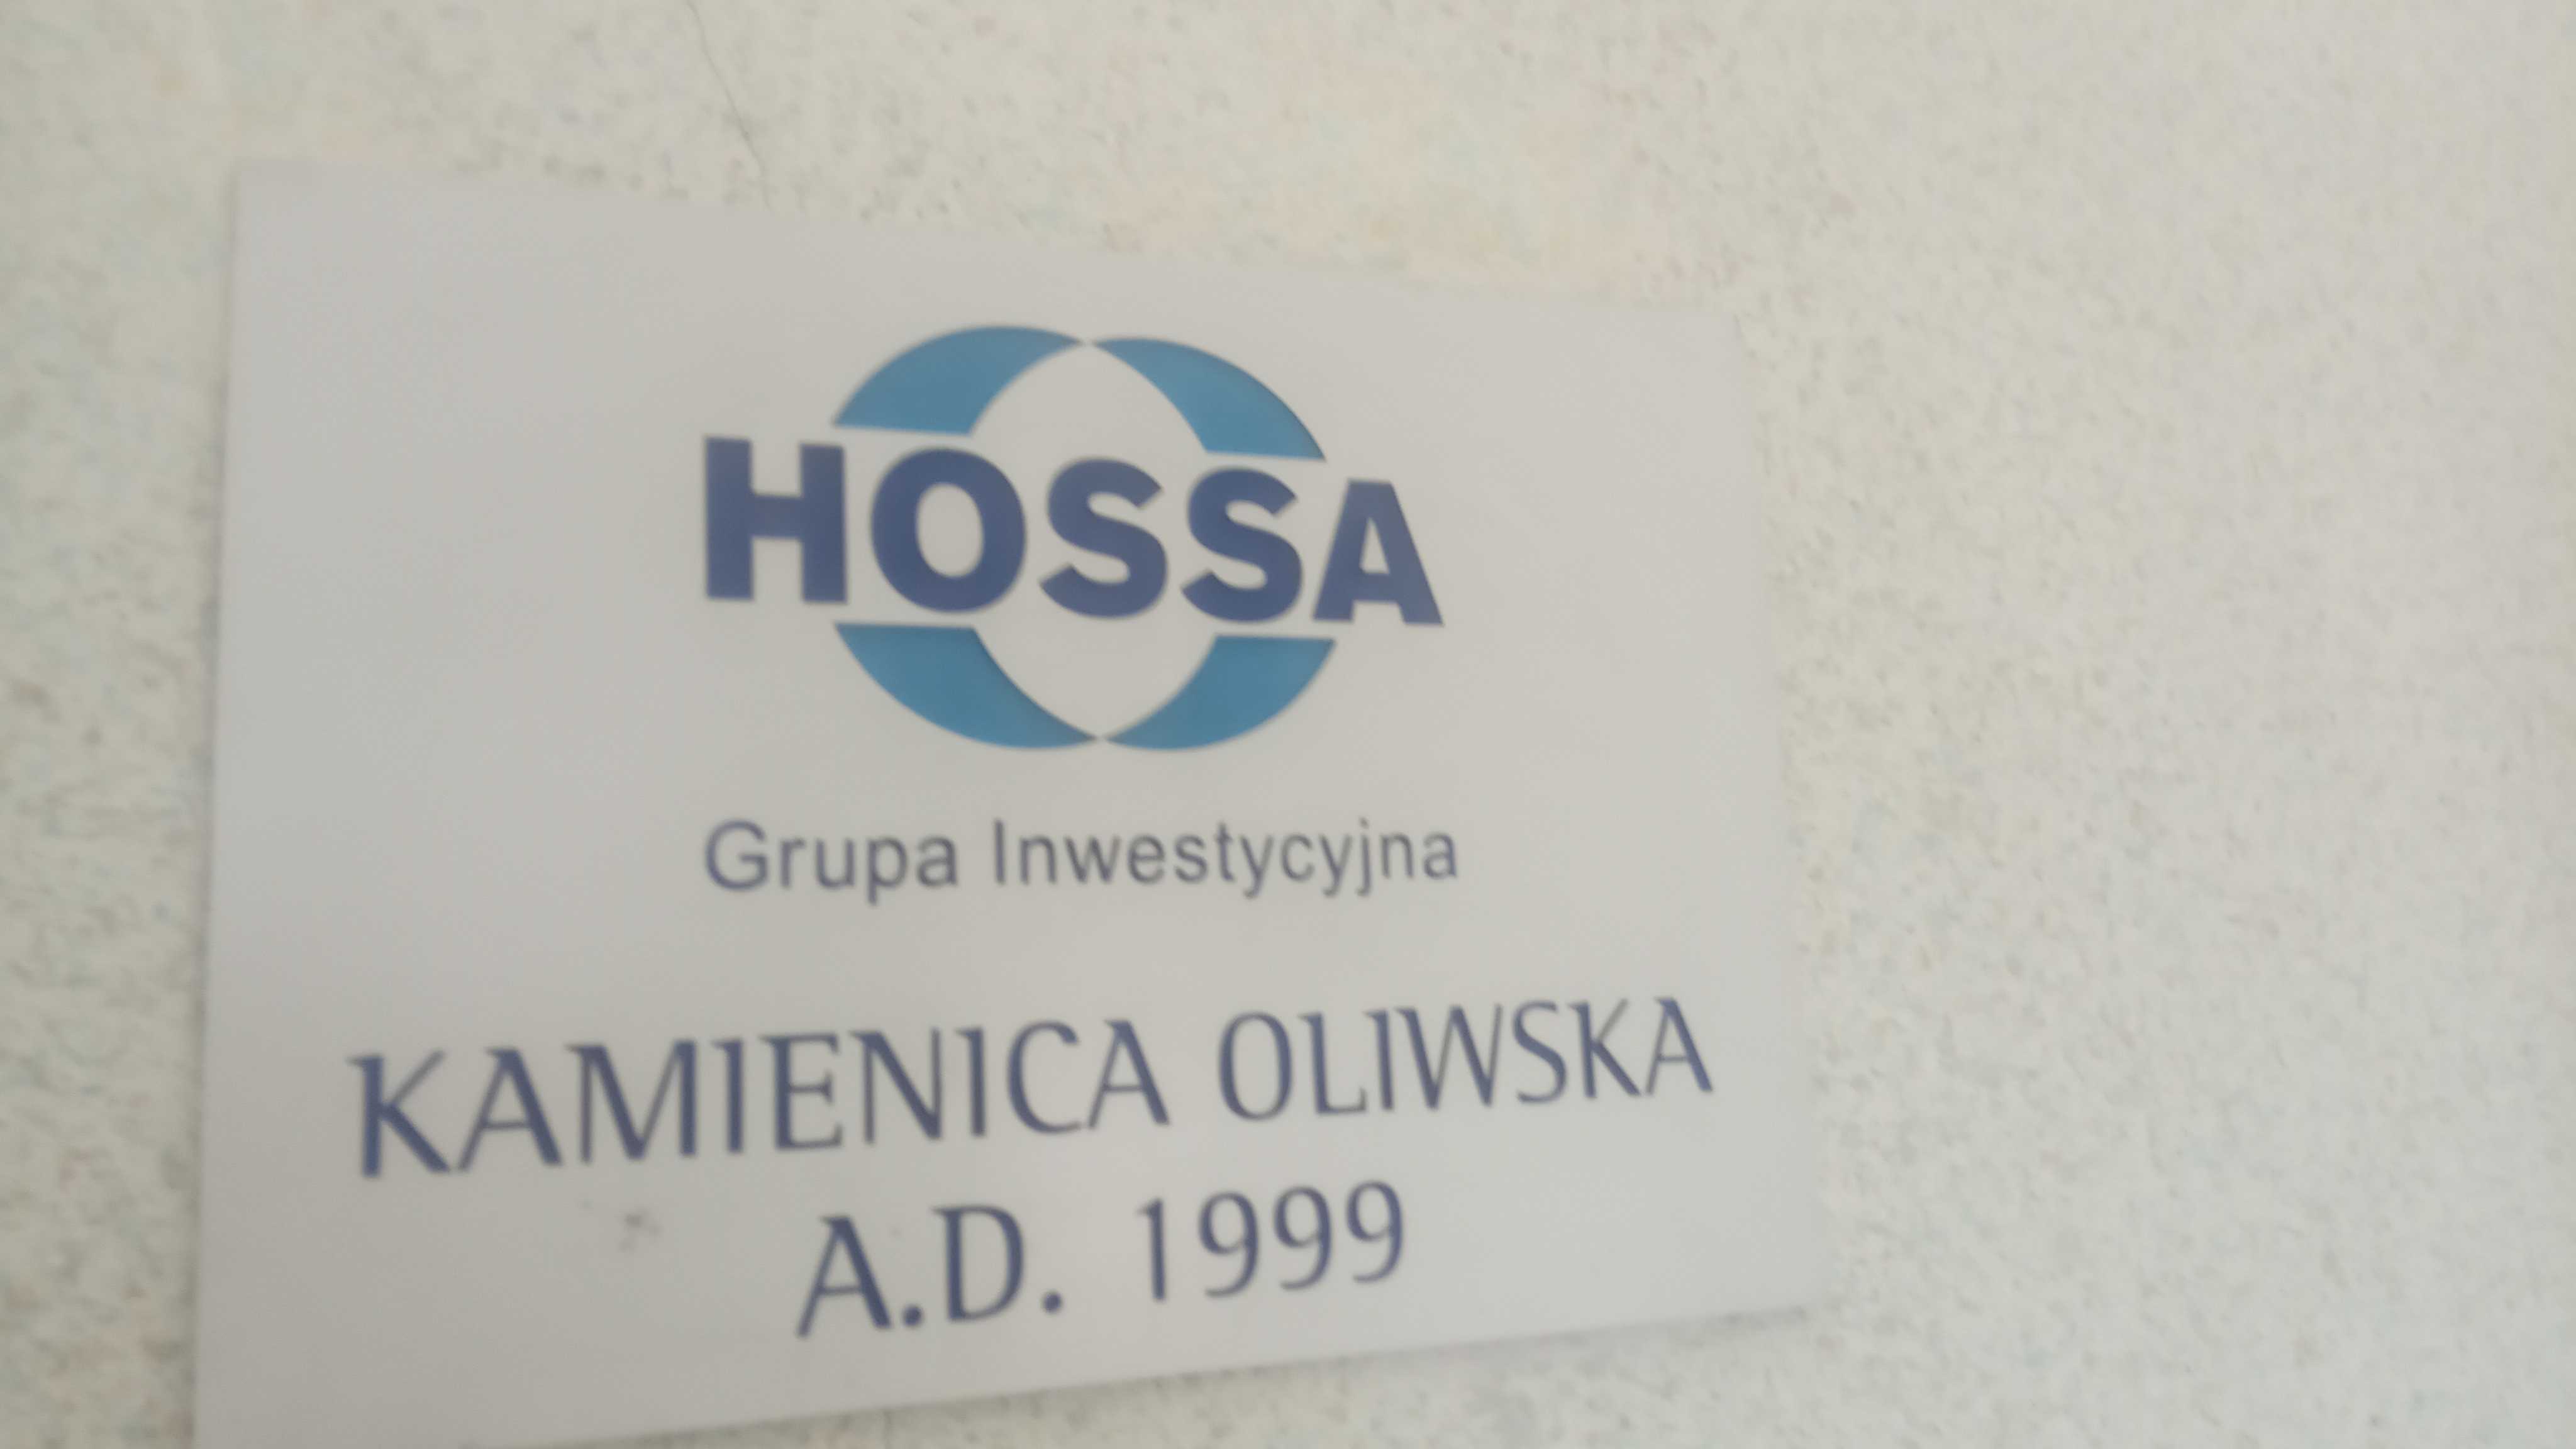 HOSSA
Grupa Inwestycyjna
KAMIENICA OLIWSKA
A.D. 1999